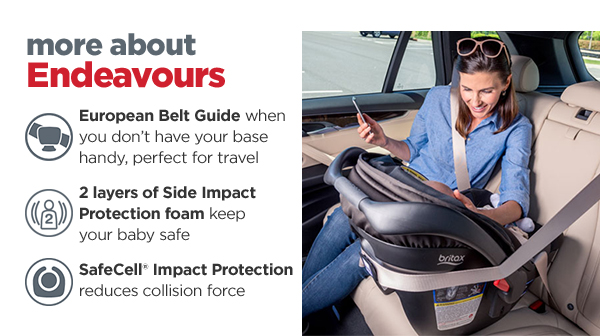 more about
Endeavours
European Belt Guide when
you don't have your base
handy, perfect for travel
2 layers of Side Impact
Protection foam keep
your baby safe
2
SafeCell® Impact Protection
reduces collision force
britax